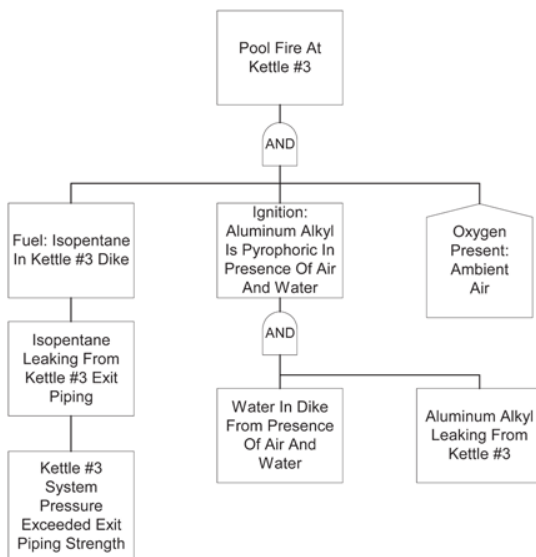 Pool Fire At
Kettle #3
AND
Fuel: Isopentane
In Kettle #3 Dike
Ignition:
Aluminum Alkyl
Is Pyrophoric In
Presence Of Air
And Water
Oxygen
Present:
Ambient
Air
Isopentane
Leaking From
Kettle #3 Exit
Piping
AND
Kettle #3
System
Pressure
Exceeded Exit
Piping Strength
Water In Dike
From Presence
Of Air And
Water
Aluminum Alkyl
Leaking From
Kettle #3